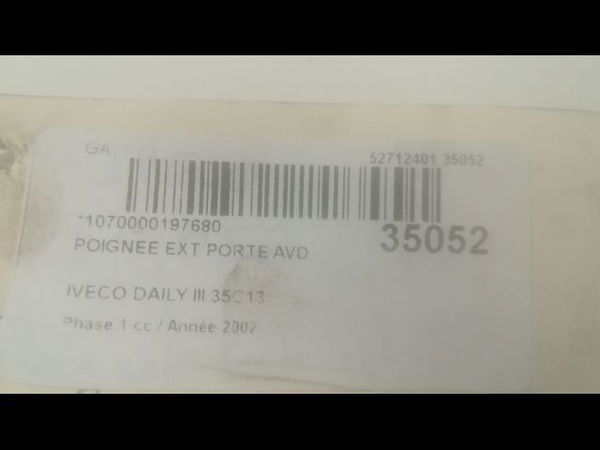 GA
52712401 35052
*1070000197680
35052
POIGNEE EXT PORTE AVD
IVECO DAILY III 35C13
Phase 1 cc / Année 2002